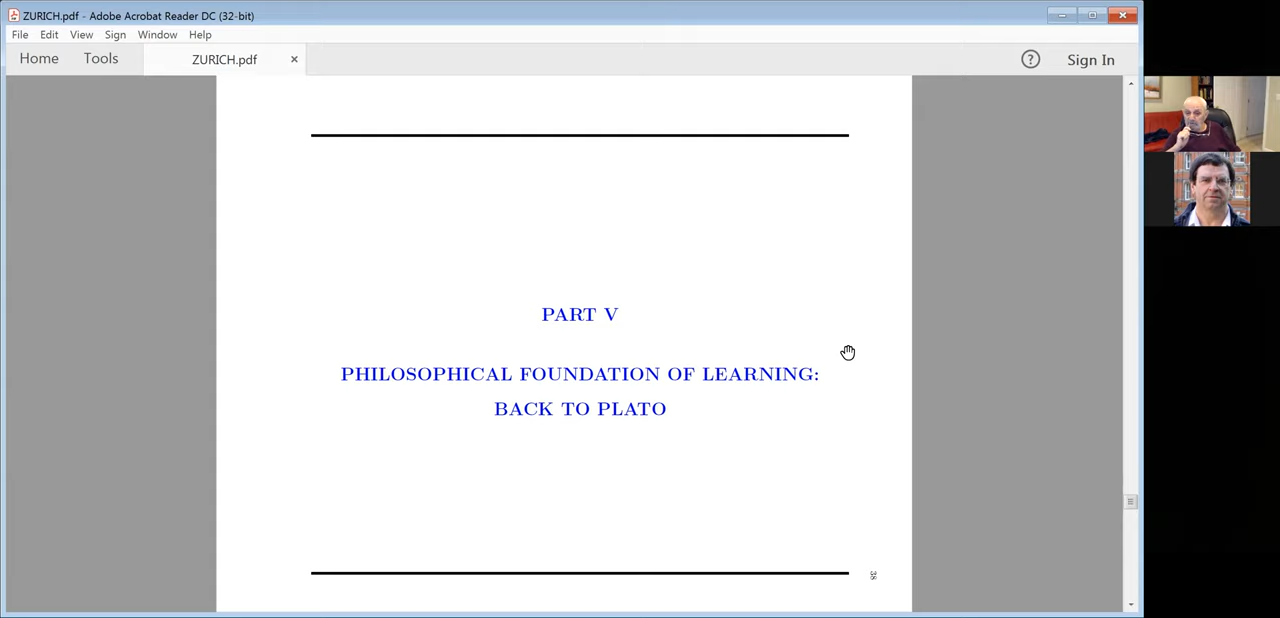 ZURICH.pdf - Adobe Acrobat Reader DC (32-bit)
File Edit View Sign Window Help
Home Tools ZURICH.pdf × ? Sign In
PART V
PHILOSOPHICAL FOUNDATION OF LEARNING:
BACK TO PLATO
38